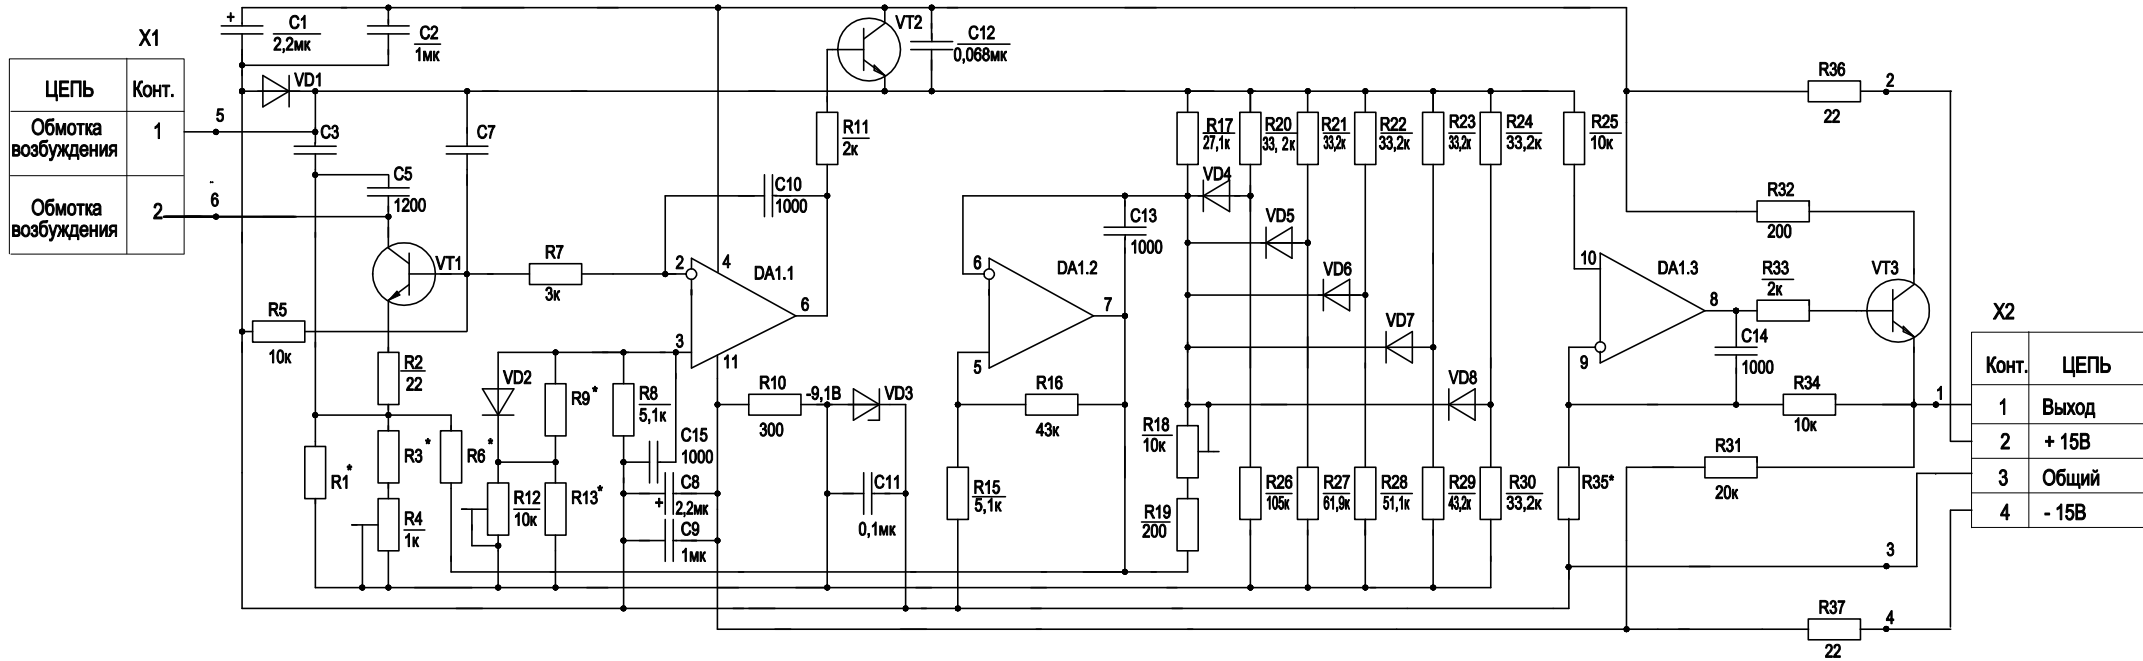 X1
ЦЕПЬ Конт.
Обмотка возбуждения 1
Обмотка возбуждения 2
5
6
+ C1
2,2мк
C2
1мк
VD1
C3
C5
1200
C7
VT1
R5
10к
R7
3к
R2
22
R3*
R6*
R1*
R4
1к
VT2
C12
0,068мк
R11
2к
C10
1000
2
4
DA1.1
6
3
11
VD2
R9*
R8
5,1к
R10
300
-9,1В
VD3
C15
1000
C8
+
2,2мк
C9
1мк
R12
10к
R13*
C11
0,1мк
6
DA1.2
7
5
C13
1000
R16
43к
R15
5,1к
R17
27,1к
R20
33, 2к
R21
33,2к
R22
33,2к
R23
33,2к
R24
33,2к
R25
10к
VD4
VD5
VD6
VD7
VD8
R18
10к
R19
200
R26
105к
R27
61,9к
R28
51,1к
R29
43,2к
R30
33,2к
10
DA1.3
8
9
R36
22
2
R32
200
R33
2к
VT3
C14
1000
R34
10к
1
R31
20к
R35*
3
R37
22
4
X2
Конт. ЦЕПЬ
1 Выход
2 + 15В
3 Общий
4 - 15В